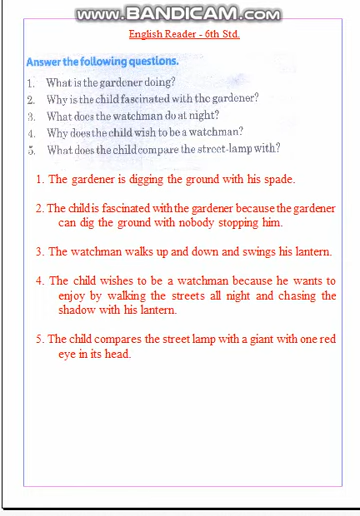 www.BANDICAM.com
English Reader - 6th Std.
Answer the following questions.
1. What is the gardener doing?
2. Why is the child fascinated with the gardener?
3. What does the watchman do at night?
4. Why does the child wish to be a watchman?
5. What does the child compare the street-lamp with?
1. The gardener is digging the ground with his spade.
2. The child is fascinated with the gardener because the gardener
can dig the ground with nobody stopping him.
3. The watchman walks up and down and swings his lantern.
4. The child wishes to be a watchman because he wants to
enjoy by walking the streets all night and chasing the
shadow with his lantern.
5. The child compares the street lamp with a giant with one red
eye in its head.